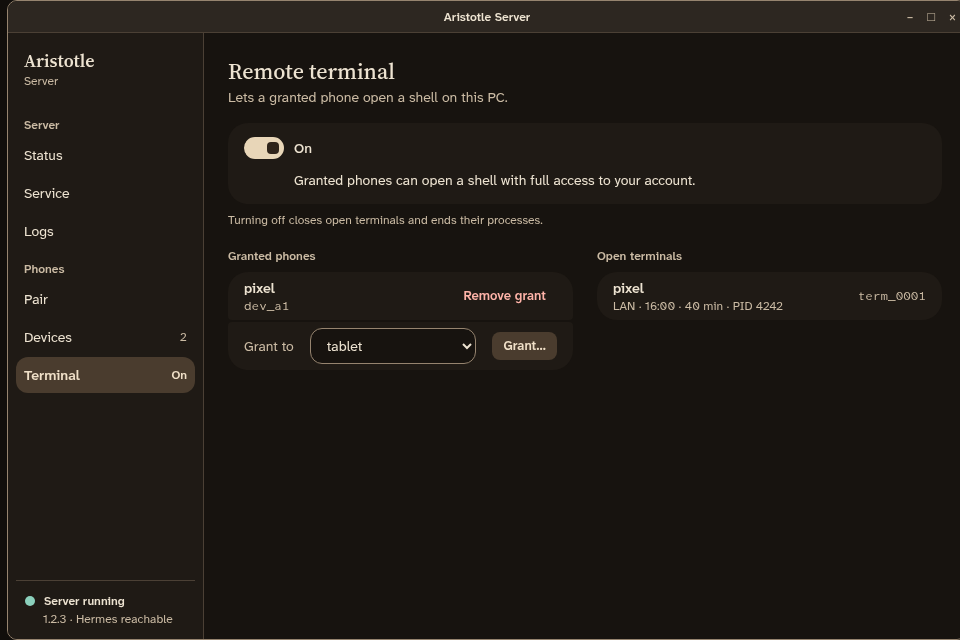 Aristotle Server
Aristotle
Server
Server
Status
Service
Logs
Phones
Pair
Devices 2
Terminal On
Server running
1.2.3 · Hermes reachable
Remote terminal
Lets a granted phone open a shell on this PC.
On
Granted phones can open a shell with full access to your account.
Turning off closes open terminals and ends their processes.
Granted phones
pixel
dev_a1
Remove grant
Grant to tablet Grant...
Open terminals
pixel
LAN · 16:00 · 40 min · PID 4242
term_0001